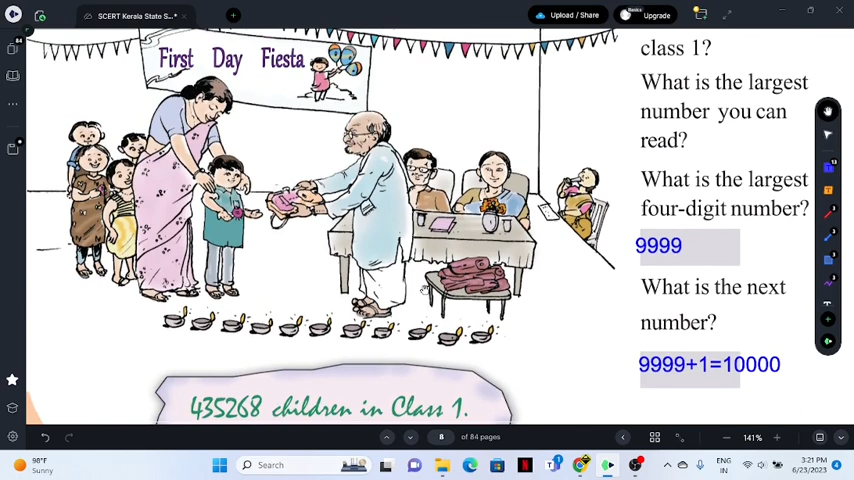 SCERT Kerala State S...*
Upload / Share
Basics
Upgrade
First Day Fiesta
class 1?
What is the largest
number you can
read?
What is the largest
four-digit number?
9999
What is the next
number?
9999+1=10000
435268 children in Class 1.
8 of 84 pages
141%
98°F
Sunny
Search
ENG
IN
3:21 PM
6/23/2023